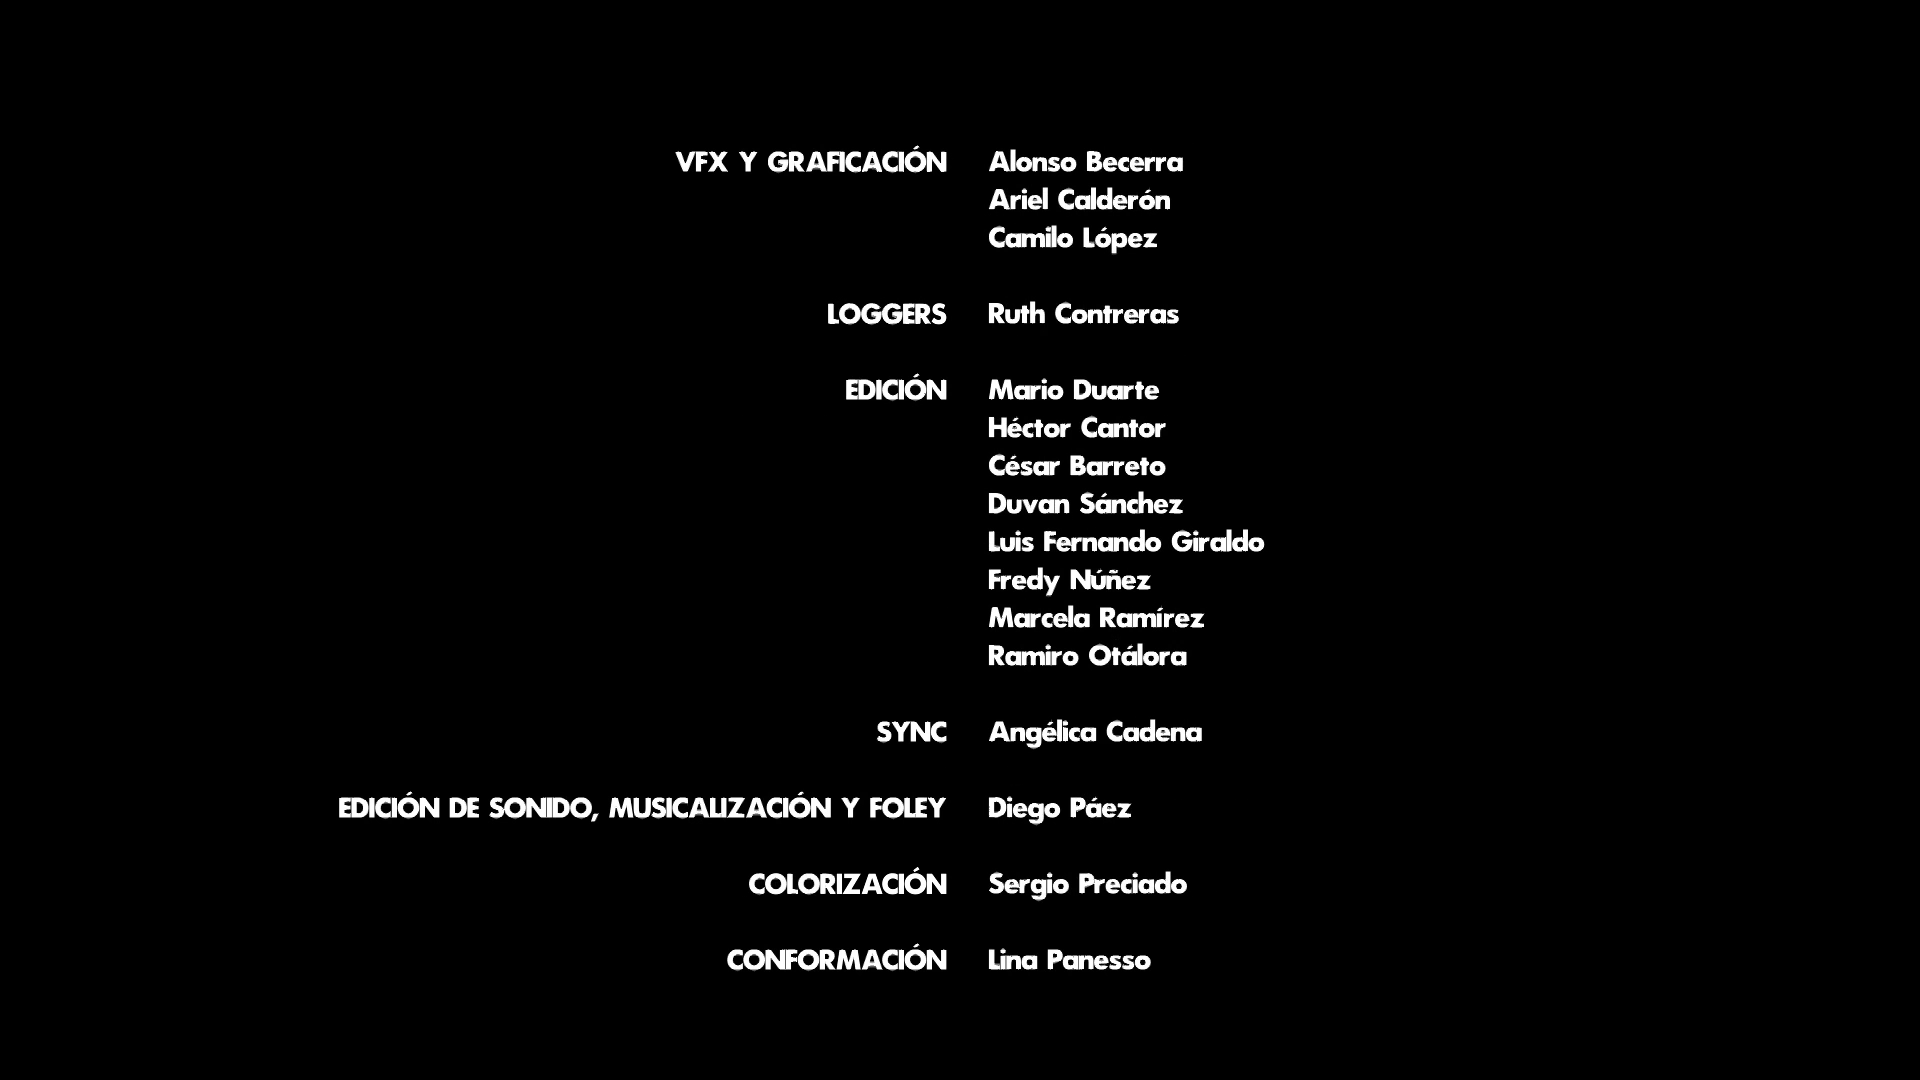 VFX Y GRAFICACIÓN Alonso Becerra
Ariel Calderón
Camilo López
LOGGERS Ruth Contreras
EDICIÓN Mario Duarte
Héctor Cantor
César Barreto
Duvan Sánchez
Luis Fernando Giraldo
Fredy Núñez
Marcela Ramírez
Ramiro Otálora
SYNC Angélica Cadena
EDICIÓN DE SONIDO, MUSICALIZACIÓN Y FOLEY Diego Páez
COLORIZACIÓN Sergio Preciado
CONFORMACIÓN Lina Panesso